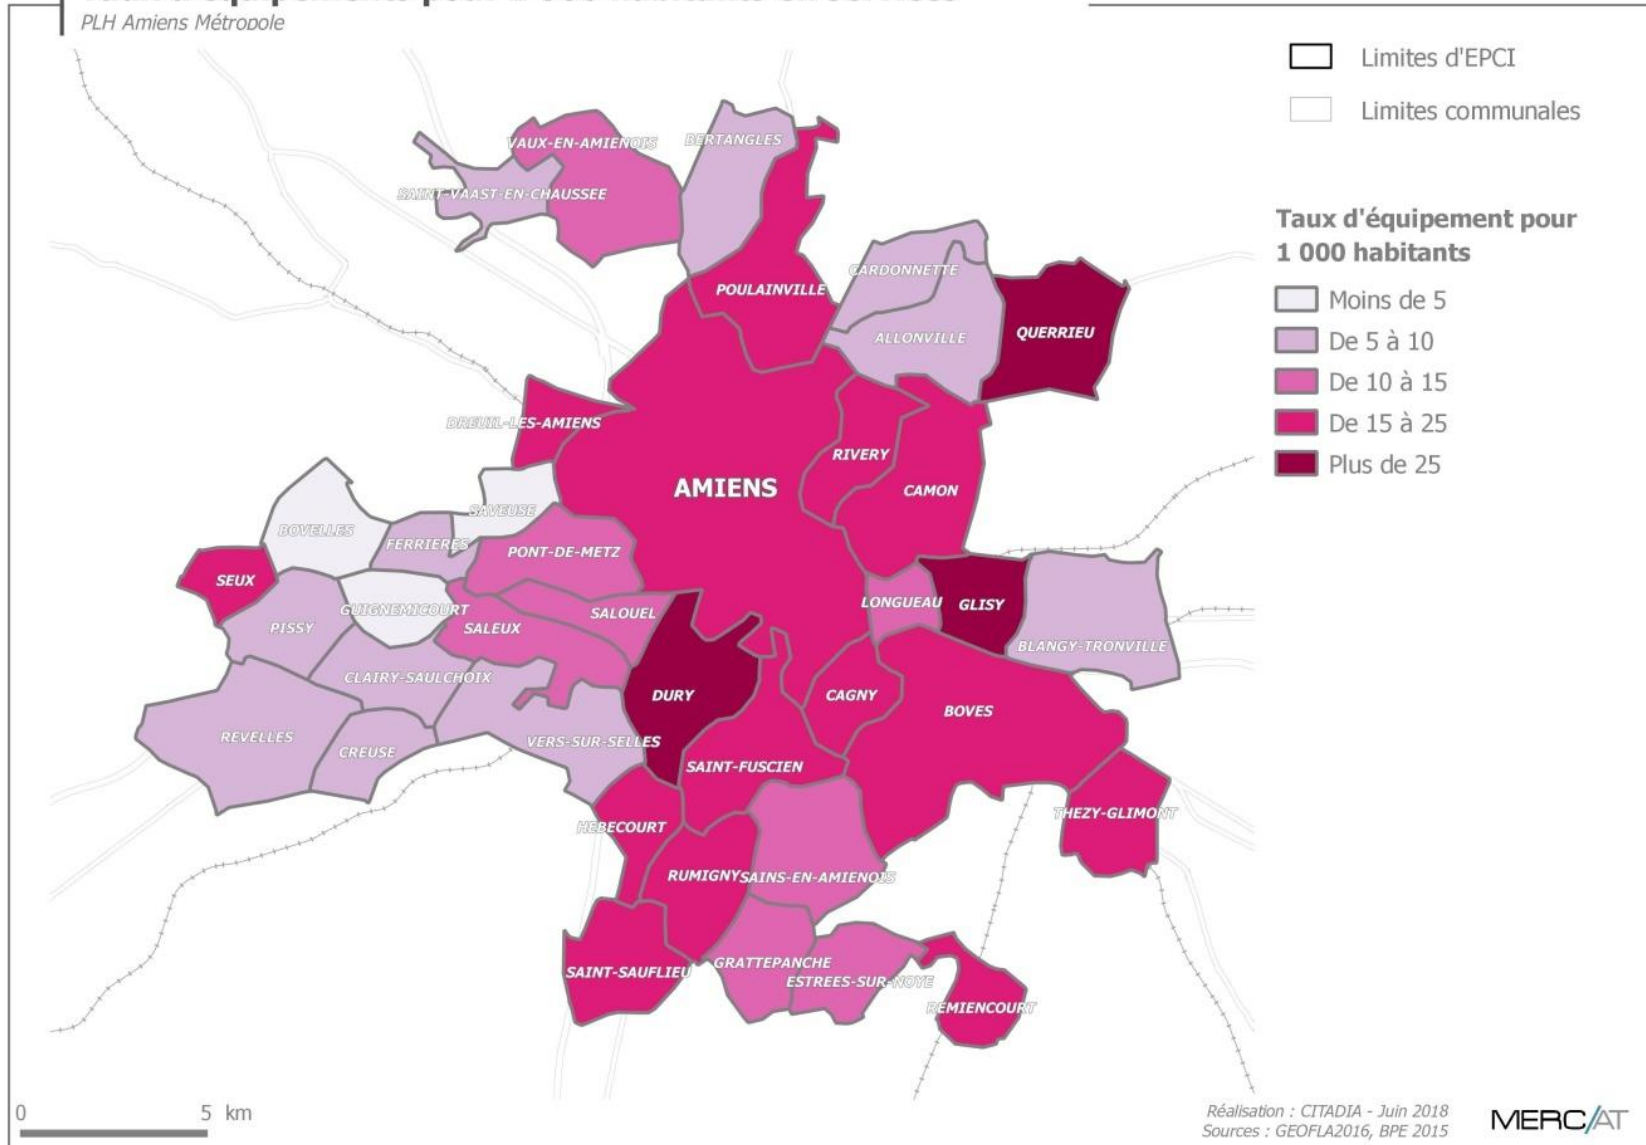 PLH Amiens Métropole
Limites d'EPCI
Limites communales
Taux d'équipement pour
1 000 habitants
Moins de 5
De 5 à 10
De 10 à 15
De 15 à 25
Plus de 25
VAUX-EN-AMIENOIS
BERTANGLES
SAINT-VAAST-EN-CHAUSSEE
CARDONNETTE
POULAINVILLE
QUERRIEU
ALLONVILLE
DREUIL-LES-AMIENS
RIVERY
AMIENS
CAMON
SAVEUSE
BOVELLES
FERRIERES
PONT-DE-METZ
SEUX
GUIGNEMICOURT
SALOUEL
LONGUEAU
GLISY
PISSY
SALEUX
BLANGY-TRONVILLE
CLAIRY-SAULCHOIX
DURY
CAGNY
BOVES
REVELLES
CREUSE
VERS-SUR-SELLES
SAINT-FUSCIEN
THEZY-GLIMONT
HEBECOURT
RUMIGNY
SAINS-EN-AMIENOIS
SAINT-SAUFLIEU
GRATTEPANCHE
ESTREES-SUR-NOYE
REMIENCOURT
0 5 km
Réalisation : CITADIA - Juin 2018
Sources : GEOFLA2016, BPE 2015
MERC/AT